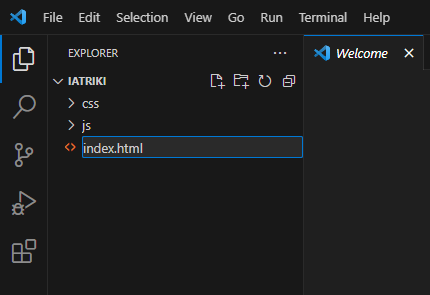 File Edit Selection View Go Run Terminal Help
EXPLORER
Welcome
IATRIKI
css
js
index.html